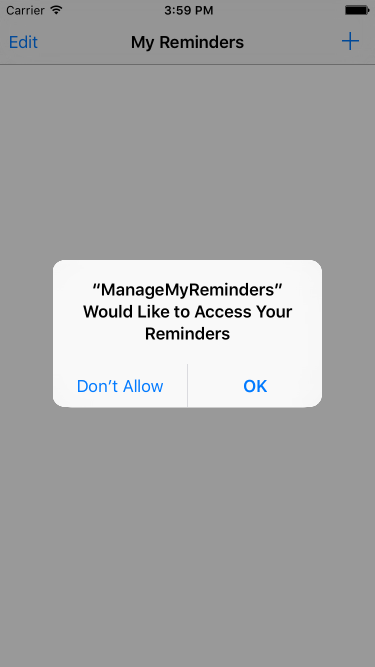 Carrier 3:59 PM
Edit My Reminders +
“ManageMyReminders”
Would Like to Access Your
Reminders
Don’t Allow OK